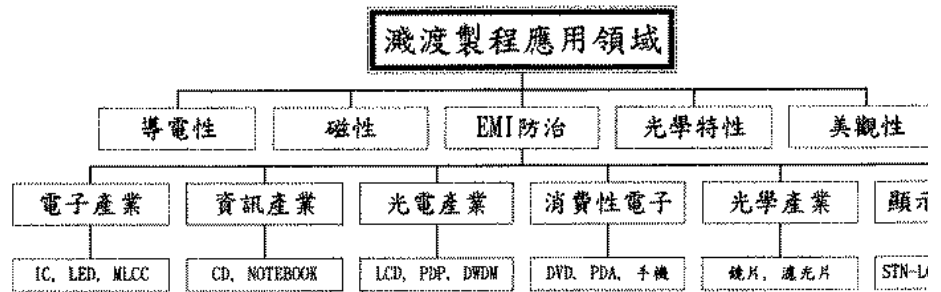 濺渡製程應用領域
導電性 磁性 EMI防治 光學特性 美觀性
電子產業 資訊產業 光電產業 消費性電子 光學產業 顯示
IC, LED, MLCC CD, NOTEBOOK LCD, PDP, DWDM DVD, PDA, 手機 鏡片, 濾光片